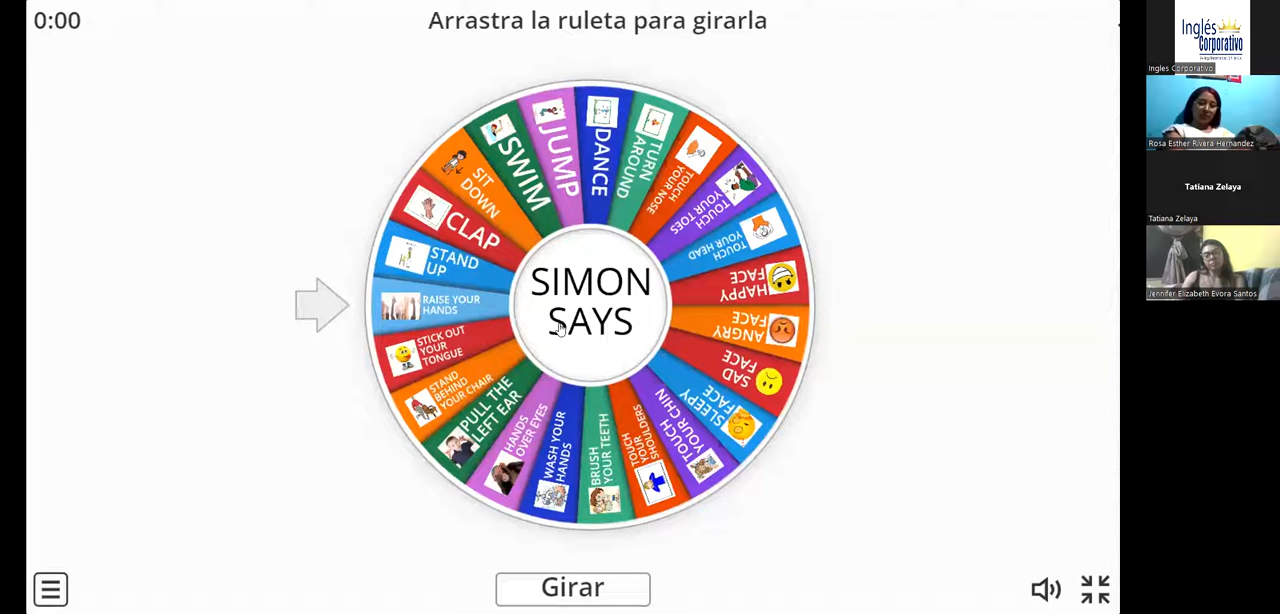 0:00
Arrastra la ruleta para girarla
SIMON
SAYS
RAISE YOUR
HANDS
STAND
UP
CLAP
SIT
DOWN
SWIM
JUMP
DANCE
TURN
AROUND
TOUCH
YOUR NOSE
TOUCH
YOUR TOES
TOUCH
YOUR HEAD
HAPPY
FACE
ANGRY
FACE
SAD
FACE
SLEEPY
FACE
TOUCH
YOUR CHIN
TOUCH
YOUR
SHOULDERS
BRUSH
YOUR TEETH
WASH YOUR
HANDS
HANDS
OVER EYES
PULL THE
LEFT EAR
STAND
BEHIND
YOUR CHAIR
STICK OUT
YOUR
TONGUE
Girar
Inglés
Corporativo
Ingles Corporativo
Rosa Esther Rivera Hernandez
Tatiana Zelaya
Tatiana Zelaya
Jennifer Elizabeth Evora Santos